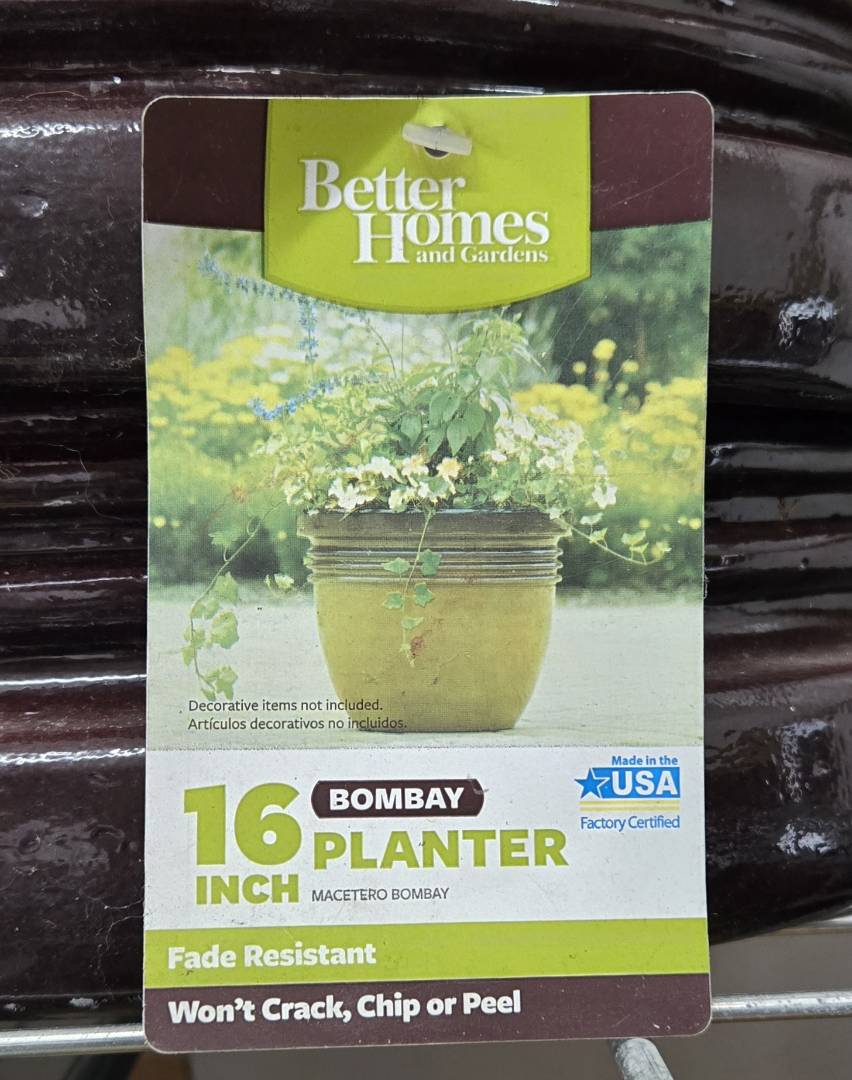 Better
Homes
and Gardens
Decorative items not included.
Artículos decorativos no incluidos.
16
INCH
BOMBAY
PLANTER
MACETERO BOMBAY
Made in the
USA
Factory Certified
Fade Resistant
Won't Crack, Chip or Peel